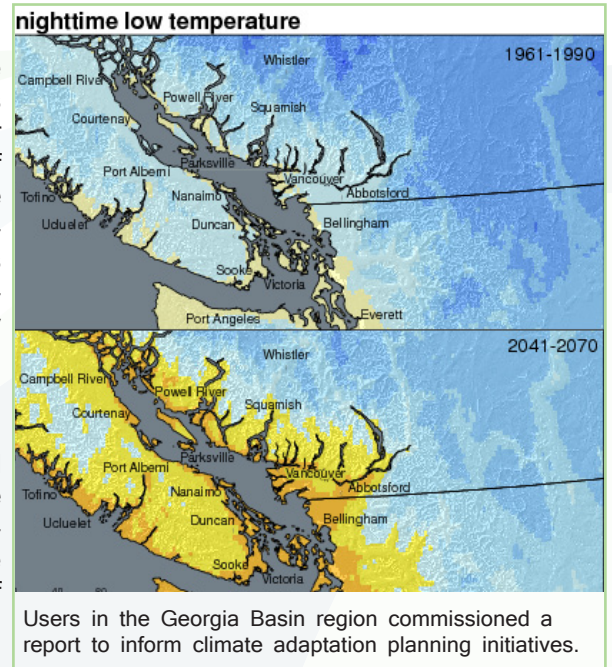 nighttime low temperature
1961-1990
Whistler
Campbell River
Powell River
Squamish
Courtenay
Parksville
Port Alberni
Vancouver
Abbotsford
Tofino
Nanaimo
Ucluelet
Duncan
Bellingham
Sooke
Victoria
Port Angeles
Everett
2041-2070
Whistler
Campbell River
Powell River
Squamish
Courtenay
Parksville
Port Alberni
Vancouver
Abbotsford
Tofino
Nanaimo
Ucluelet
Duncan
Bellingham
Sooke
Victoria
Users in the Georgia Basin region commissioned a
report to inform climate adaptation planning initiatives.